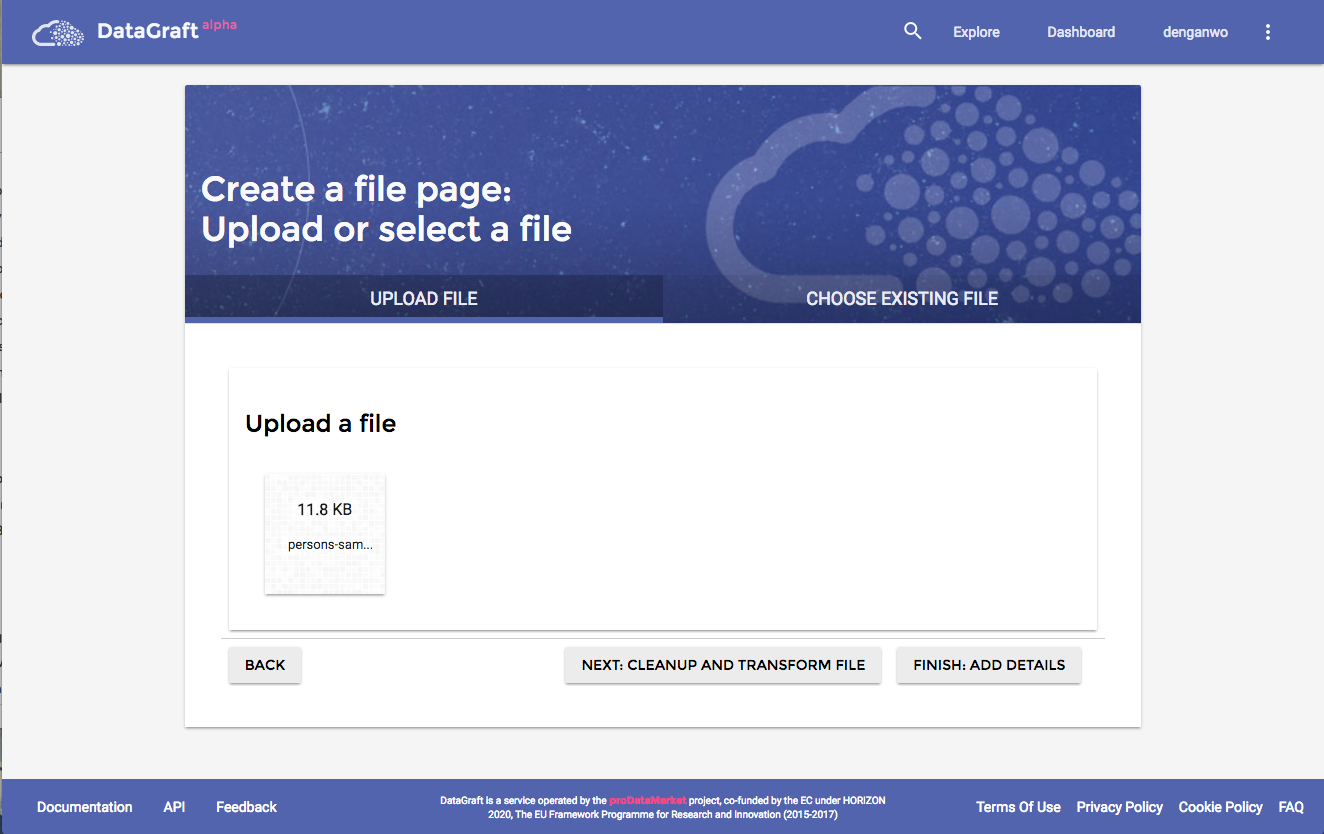 DataGraft alpha
Explore
Dashboard
denganwo
Create a file page:
Upload or select a file
UPLOAD FILE
CHOOSE EXISTING FILE
Upload a file
11.8 KB
persons-sam...
BACK
NEXT: CLEANUP AND TRANSFORM FILE
FINISH: ADD DETAILS
Documentation
API
Feedback
DataGraft is a service operated by the proDataMarket project, co-funded by the EC under HORIZON
2020, The EU Framework Programme for Research and Innovation (2015-2017)
Terms Of Use
Privacy Policy
Cookie Policy
FAQ